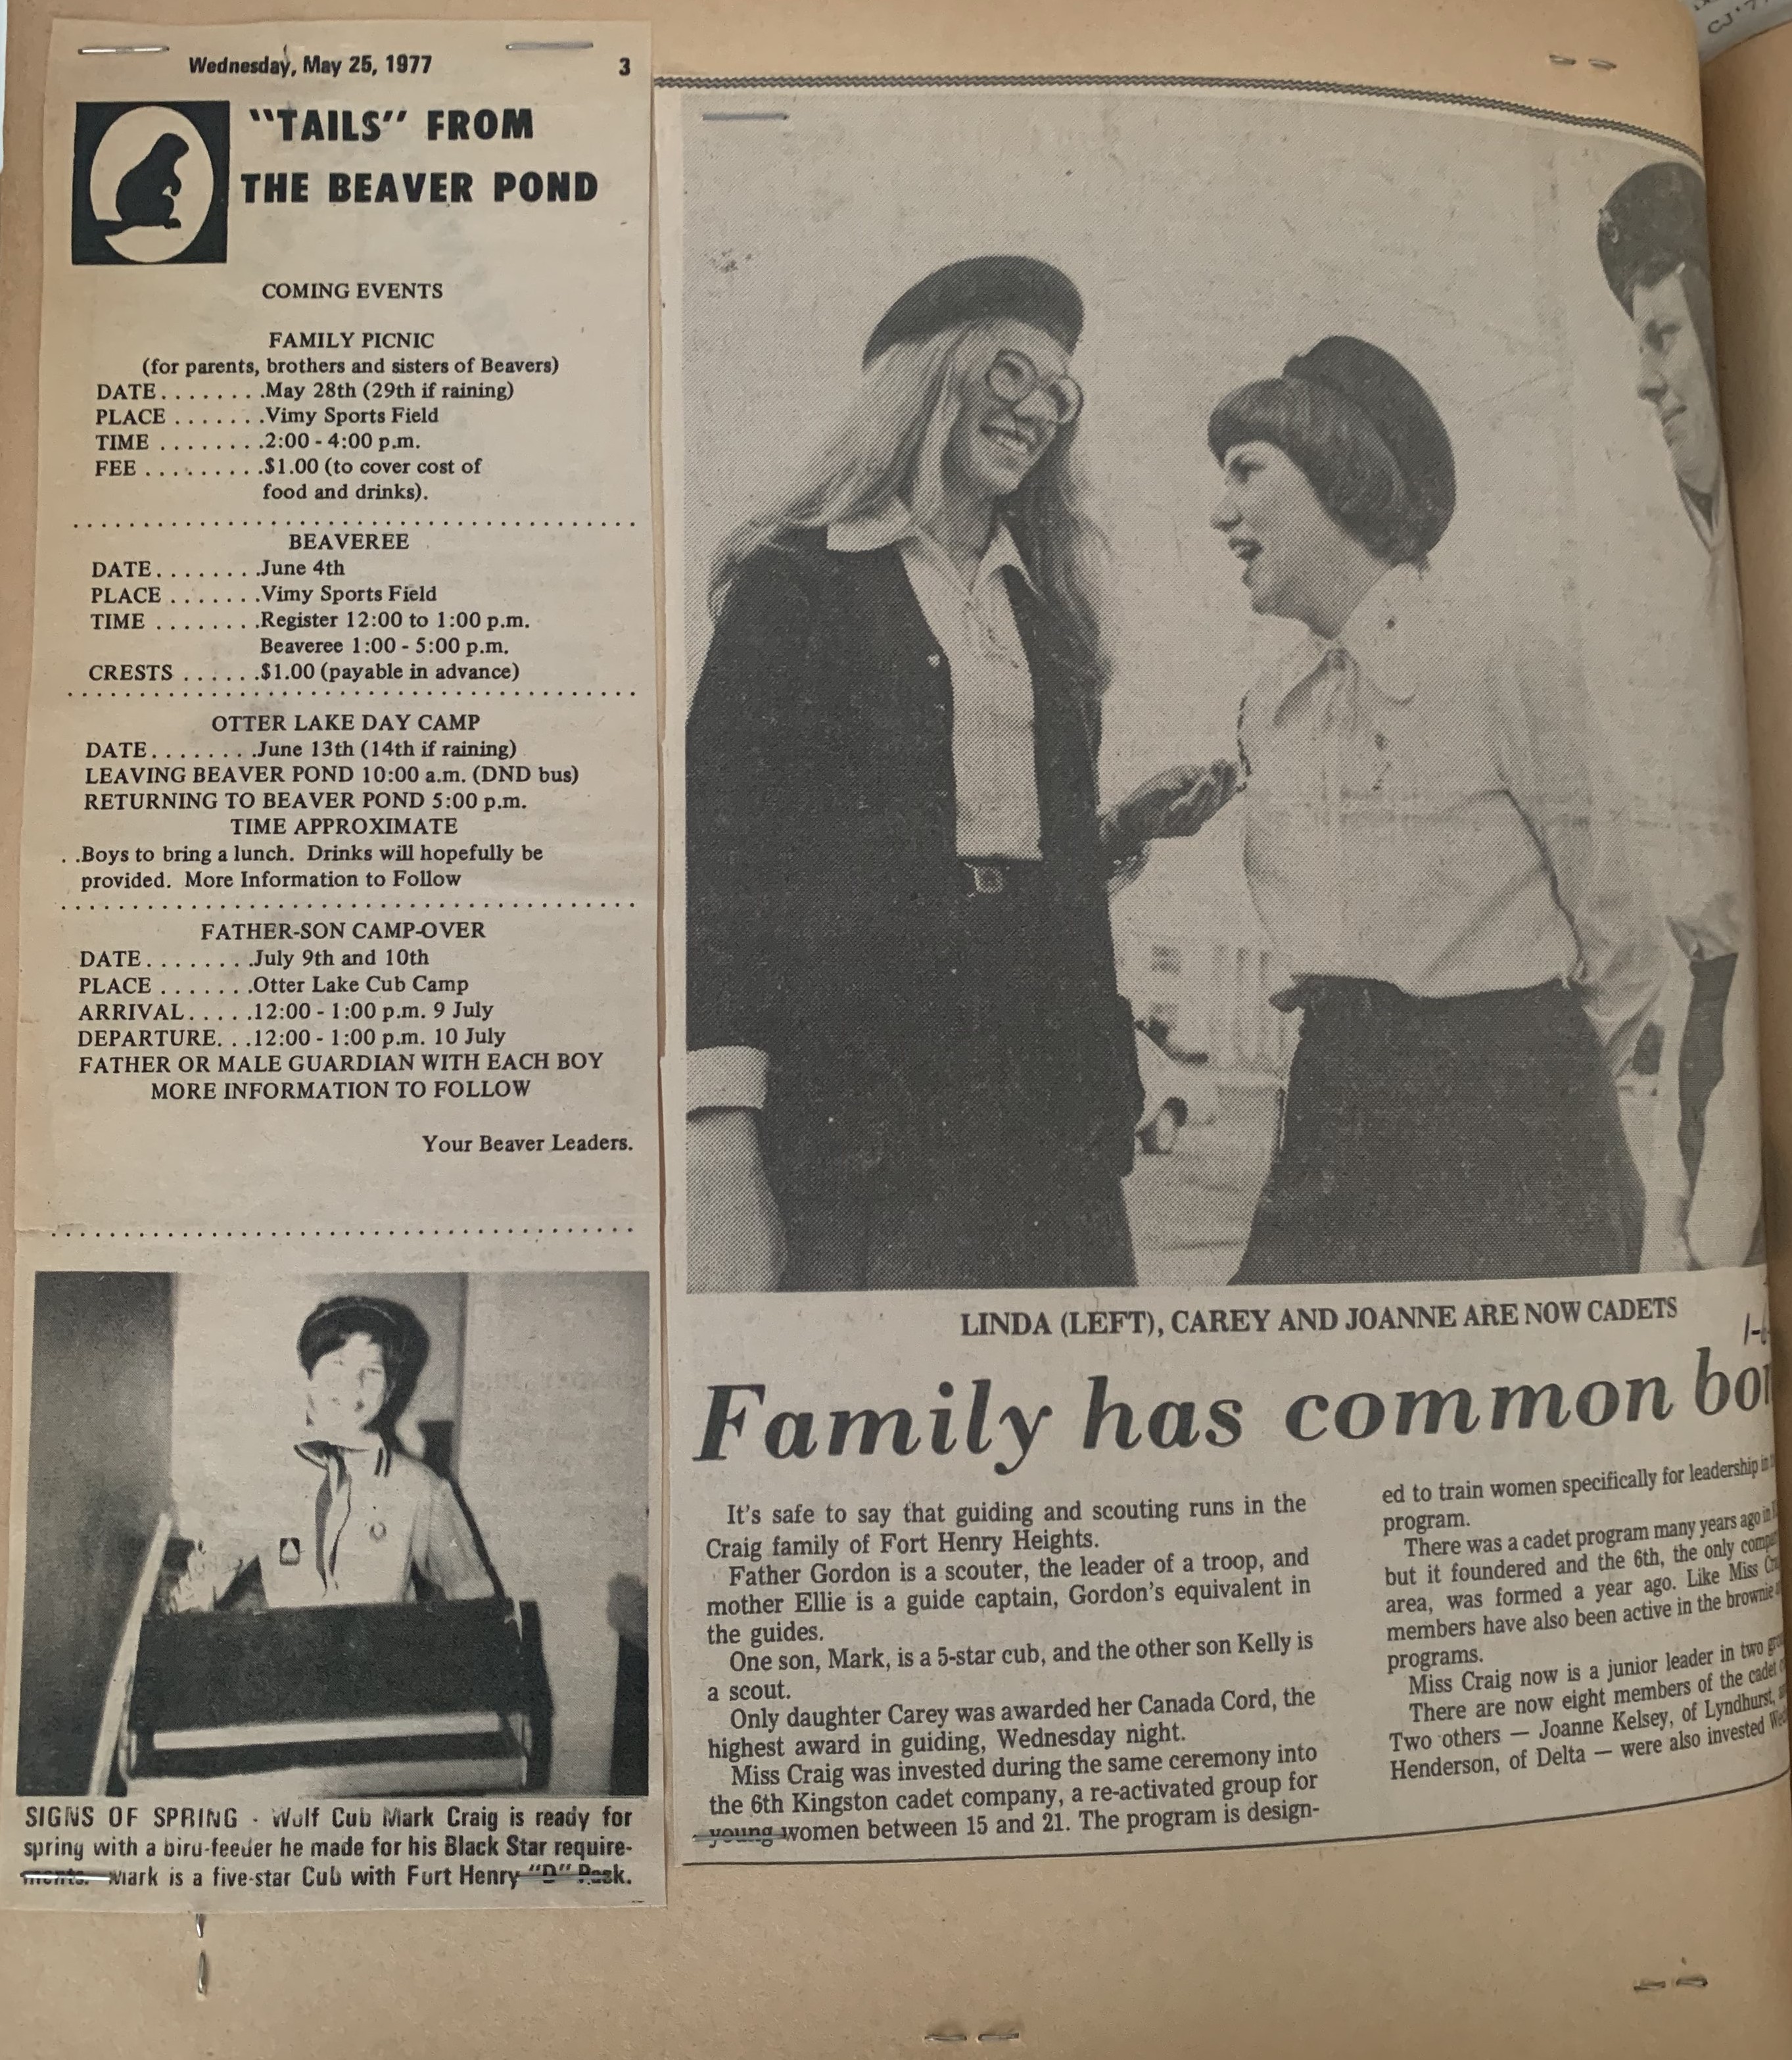 Wednesday, May 25, 1977 3
"TAILS" FROM
THE BEAVER POND
COMING EVENTS
FAMILY PICNIC
(for parents, brothers and sisters of Beavers)
DATE........May 28th (29th if raining)
PLACE.......Vimy Sports Field
TIME........2:00 - 4:00 p.m.
FEE.........$1.00 (to cover cost of
food and drinks).
BEAVEREE
DATE........June 4th
PLACE.......Vimy Sports Field
TIME........Register 12:00 to 1:00 p.m.
Beaveree 1:00 - 5:00 p.m.
CRESTS......$1.00 (payable in advance)
OTTER LAKE DAY CAMP
DATE........June 13th (14th if raining)
LEAVING BEAVER POND 10:00 a.m. (DND bus)
RETURNING TO BEAVER POND 5:00 p.m.
TIME APPROXIMATE
..Boys to bring a lunch. Drinks will hopefully be
provided. More Information to Follow
FATHER-SON CAMP-OVER
DATE........July 9th and 10th
PLACE.......Otter Lake Cub Camp
ARRIVAL.....12:00 - 1:00 p.m. 9 July
DEPARTURE...12:00 - 1:00 p.m. 10 July
FATHER OR MALE GUARDIAN WITH EACH BOY
MORE INFORMATION TO FOLLOW
Your Beaver Leaders.
SIGNS OF SPRING - Wolf Cub Mark Craig is ready for
spring with a bird-feeder he made for his Black Star require-
ments. Mark is a five-star Cub with Fort Henry "B" Pack.
LINDA (LEFT), CAREY AND JOANNE ARE NOW CADETS
Family has common
It's safe to say that guiding and scouting runs in the
Craig family of Fort Henry Heights.
Father Gordon is a scouter, the leader of a troop, and
mother Ellie is a guide captain, Gordon's equivalent in
the guides.
One son, Mark, is a 5-star cub, and the other son Kelly is
a scout.
Only daughter Carey was awarded her Canada Cord, the
highest award in guiding, Wednesday night.
Miss Craig was invested during the same ceremony into
the 6th Kingston cadet company, a re-activated group for
young women between 15 and 21. The program is design-
ed to train women specifically for leadership in
program.
There was a cadet program many years ago in
but it foundered and the 6th, the only
area, was formed a year ago. Like Miss
members have also been active in the brownie
programs.
Miss Craig now is a junior leader in two
There are now eight members of the cadet
Two others — Joanne Kelsey, of Lyndhurst,
Henderson, of Delta — were also invested